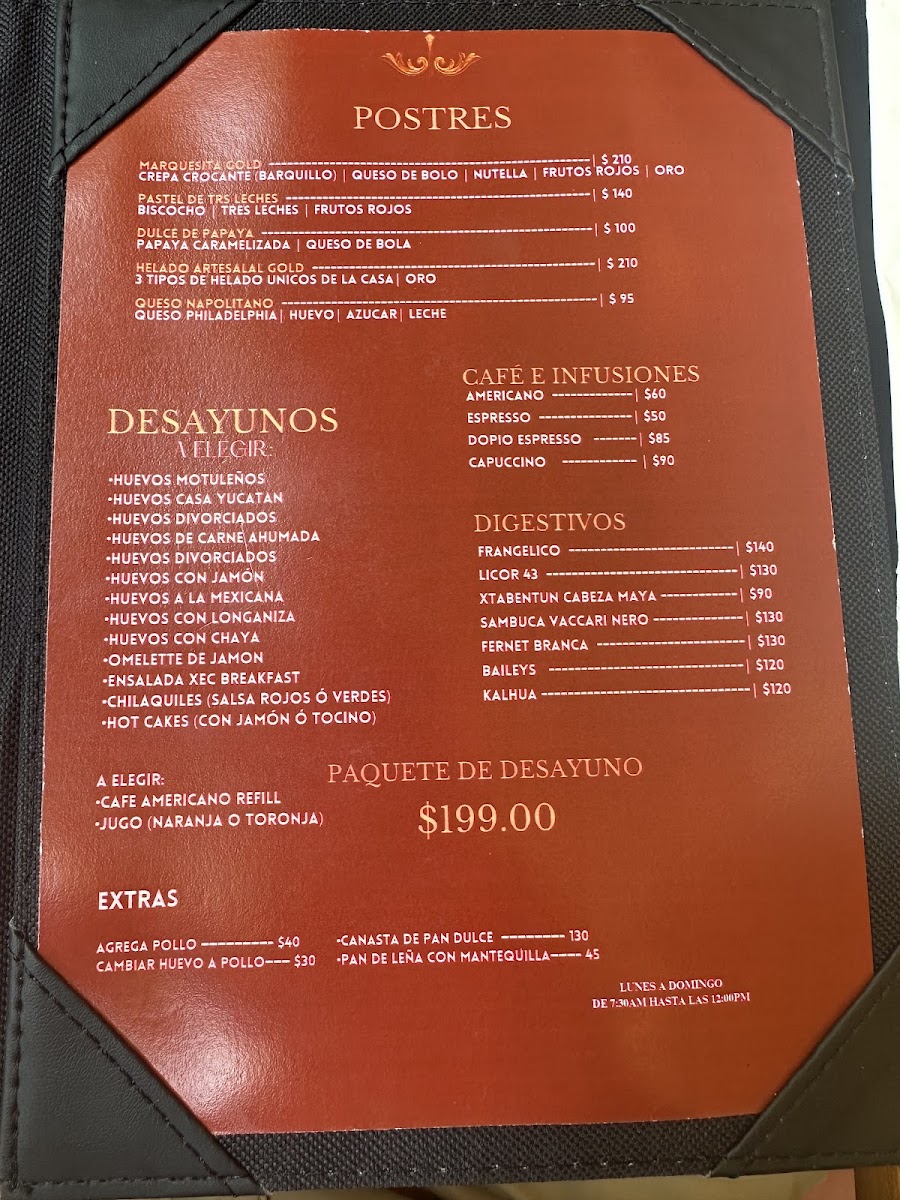 POSTRES
MARQUESITA GOLD ----------| $ 210
CREPA CROCANTE (BARQUILLO) | QUESO DE BOLO | NUTELLA | FRUTOS ROJOS | ORO
PASTEL DE TRS LECHES ----------| $ 140
BISCOCHO | TRES LECHES | FRUTOS ROJOS
DULCE DE PAPAYA ----------| $ 100
PAPAYA CARAMELIZADA | QUESO DE BOLA
HELADO ARTESALAL GOLD ----------| $ 210
3 TIPOS DE HELADO UNICOS DE LA CASA| ORO
QUESO NAPOLITANO ----------| $ 95
QUESO PHILADELPHIA| HUEVO| AZUCAR| LECHE
CAFÉ E INFUSIONES
AMERICANO -------------| $60
ESPRESSO ---------------| $50
DOPIO ESPRESSO -------| $85
CAPUCCINO ------------| $90
DESAYUNOS
A ELEGIR:
•HUEVOS MOTULEÑOS
•HUEVOS CASA YUCATAN
•HUEVOS DIVORCIADOS
•HUEVOS DE CARNE AHUMADA
•HUEVOS DIVORCIADOS
•HUEVOS CON JAMÓN
•HUEVOS A LA MEXICANA
•HUEVOS CON LONGANIZA
•HUEVOS CON CHAYA
•OMELETTE DE JAMON
•ENSALADA XEC BREAKFAST
•CHILAQUILES (SALSA ROJOS Ó VERDES)
•HOT CAKES (CON JAMÓN Ó TOCINO)
DIGESTIVOS
FRANGELICO ----------| $140
LICOR 43 ----------| $130
XTABENTUN CABEZA MAYA ------------| $90
SAMBUCA VACCARI NERO --------------| $130
FERNET BRANCA ----------| $130
BAILEYS ----------| $120
KALHUA ----------| $120
A ELEGIR:
•CAFE AMERICANO REFILL
•JUGO (NARANJA O TORONJA)
PAQUETE DE DESAYUNO
$199.00
EXTRAS
AGREGA POLLO --------- $40
CAMBIAR HUEVO A POLLO--- $30
•CANASTA DE PAN DULCE -------- 130
•PAN DE LEÑA CON MANTEQUILLA---- 45
LUNES A DOMINGO
DE 7:30AM HASTA LAS 12:00PM